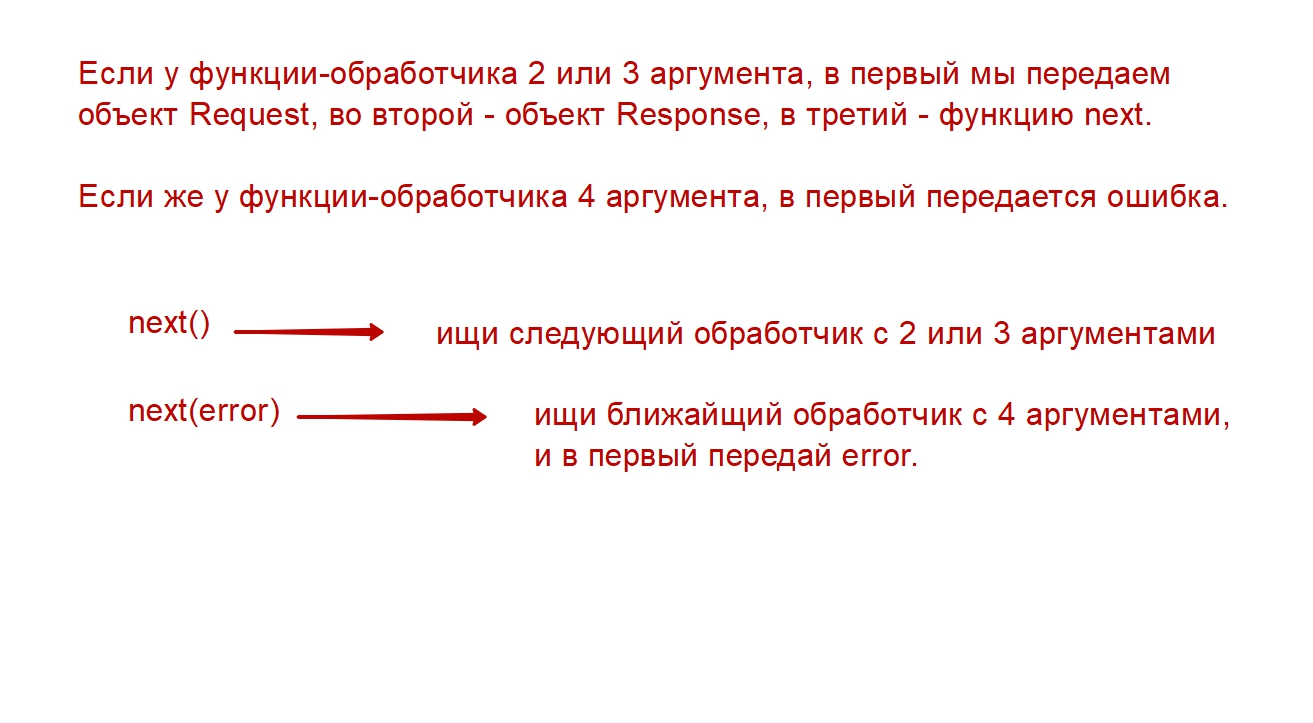 Если у функции-обработчика 2 или 3 аргумента, в первый мы передаем
объект Request, во второй - объект Response, в третий - функцию next.
Если же у функции-обработчика 4 аргумента, в первый передается ошибка.
next()
ищи следующий обработчик с 2 или 3 аргументами
next(error)
ищи ближайщий обработчик с 4 аргументами,
и в первый передай error.